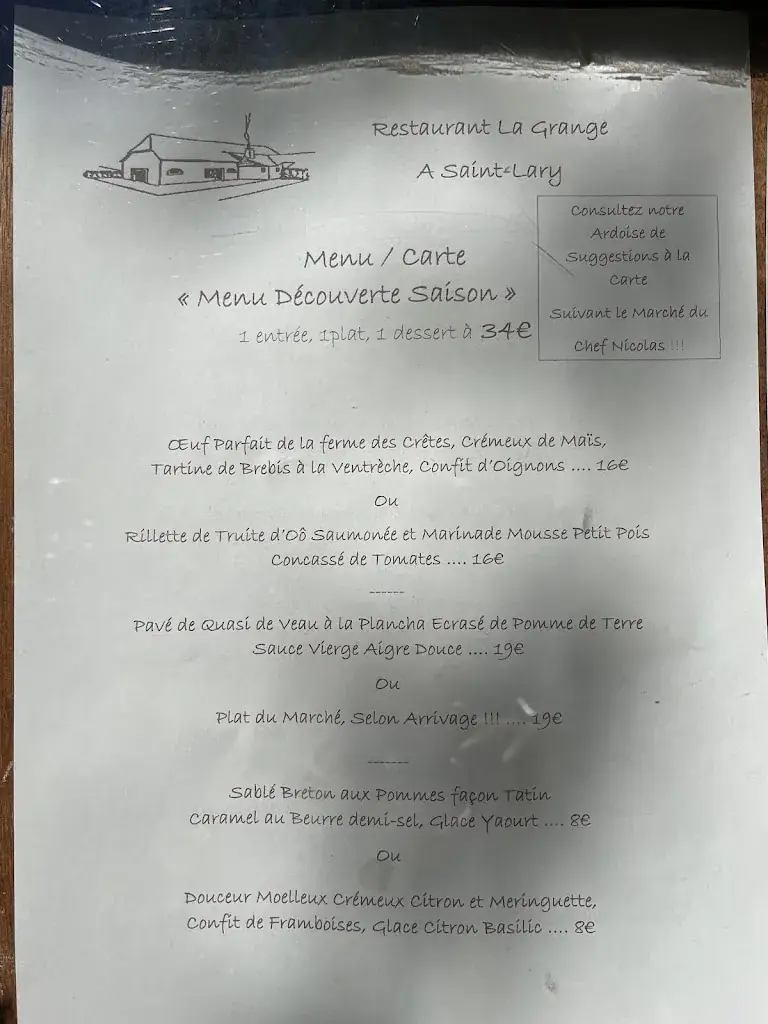 Restaurant La Grange
A Saint-Lary
Consultez notre
Ardoise de
Suggestions à la
Carte
Suivant le Marché du
Chef Nicolas !!!
Menu / Carte
« Menu Découverte Saison »
1 entrée, 1plat, 1 dessert à 34€
Œuf Parfait de la ferme des Crêtes, Crémeux de Maïs,
Tartine de Brebis à la Ventrèche, Confit d'Oignons .... 16€
Ou
Rillette de Truite d'Oô Saumonée et Marinade Mousse Petit Pois
Concassé de Tomates .... 16€
------
Pavé de Quasi de Veau à la Plancha Ecrasé de Pomme de Terre
Sauce Vierge Aigre Douce .... 19€
Ou
Plat du Marché, Selon Arrivage !!! .... 19€
-------
Sablé Breton aux Pommes façon Tatin
Caramel au Beurre demi-sel, Glace Yaourt .... 8€
Ou
Douceur Moelleux Crémeux Citron et Meringuette,
Confit de Framboises, Glace Citron Basilic .... 8€